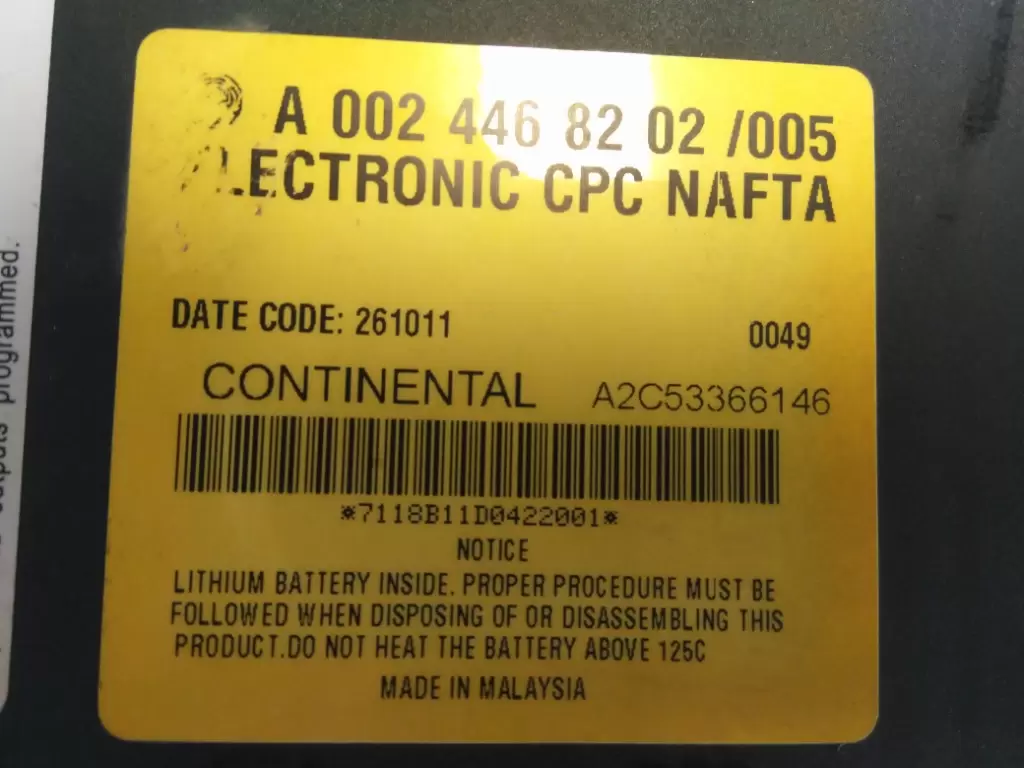 A 002 446 82 02 /005
ELECTRONIC CPC NAFTA
DATE CODE: 261011 0049
CONTINENTAL A2C53366146
*7118B11D0422001*
NOTICE
LITHIUM BATTERY INSIDE. PROPER PROCEDURE MUST BE
FOLLOWED WHEN DISPOSING OF OR DISASSEMBLING THIS
PRODUCT.DO NOT HEAT THE BATTERY ABOVE 125C
MADE IN MALAYSIA
programmed.